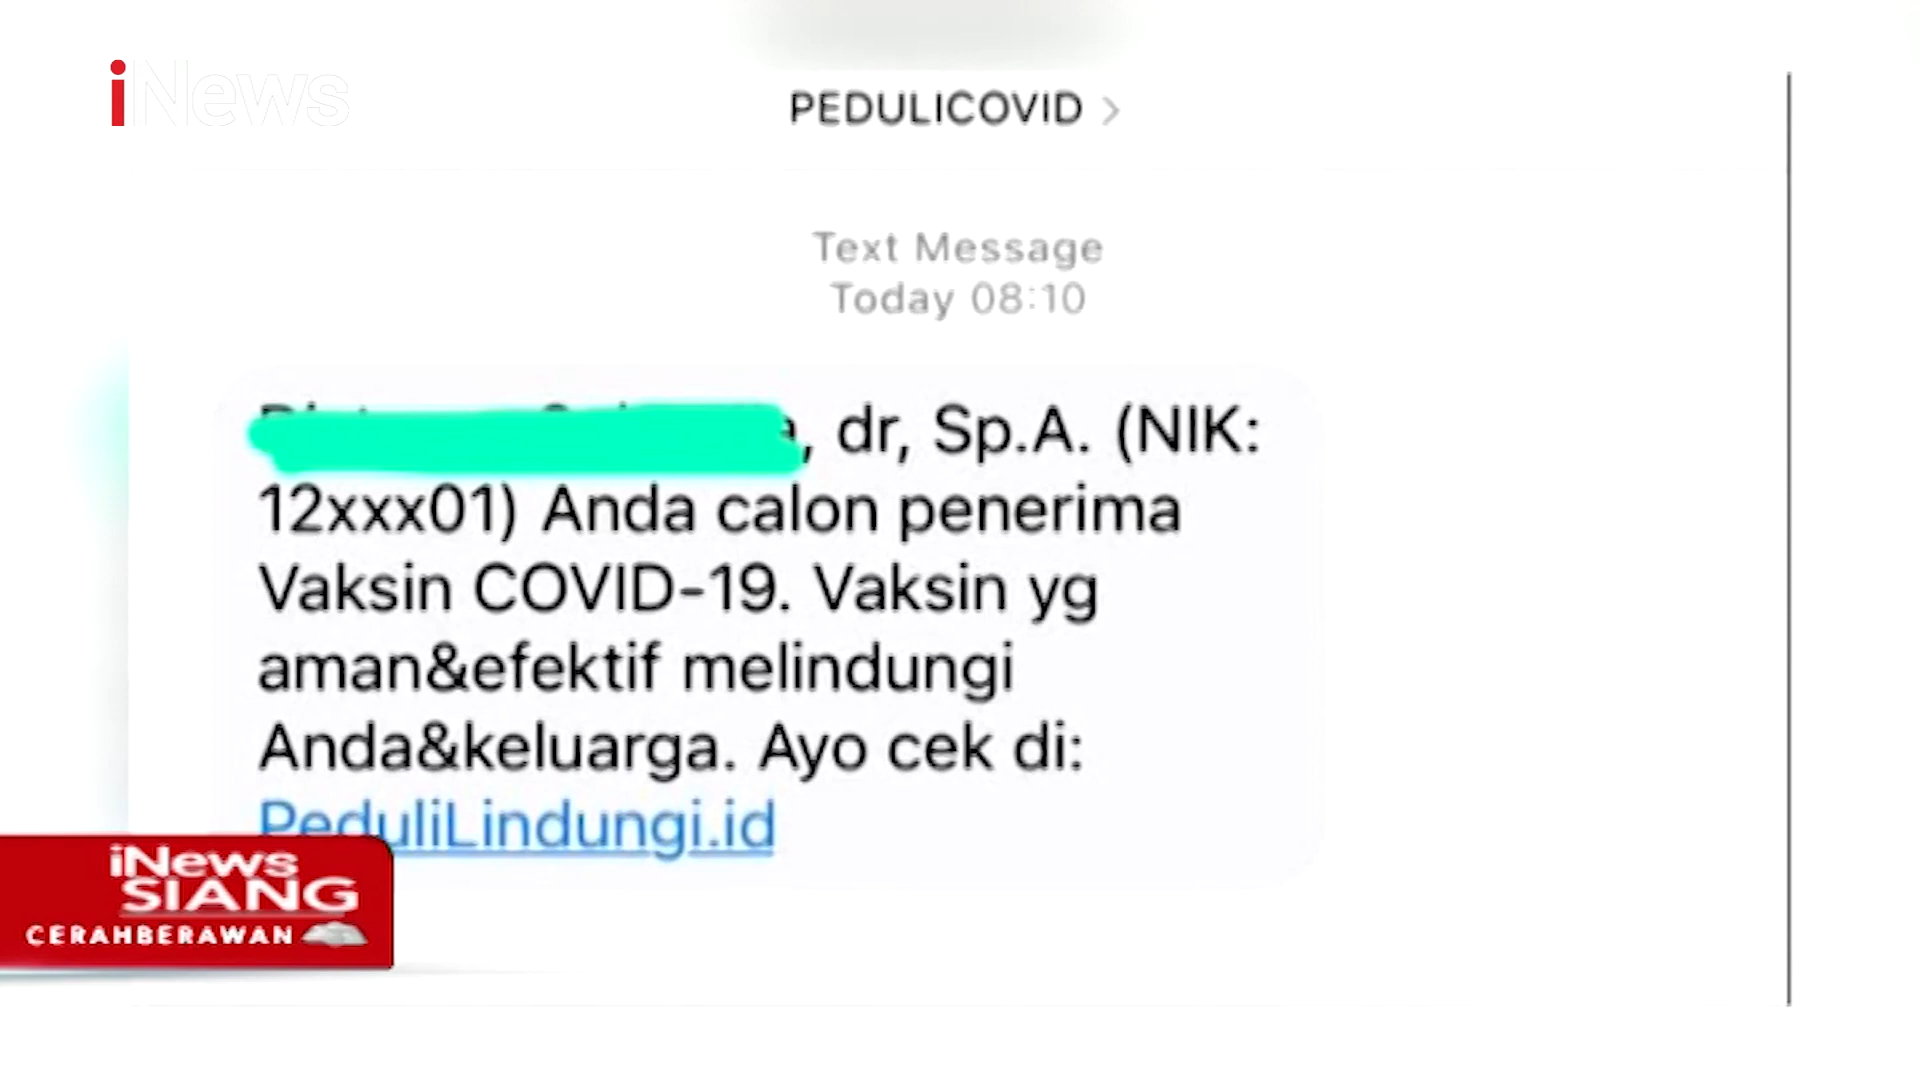 iNews
PEDULICOVID
Text Message
Today 08:10
, dr, Sp.A. (NIK:
12xxx01) Anda calon penerima
Vaksin COVID-19. Vaksin yg
aman&efektif melindungi
Anda&keluarga. Ayo cek di:
PeduliLindungi.id
iNews
SIANG
CERAHBERAWAN